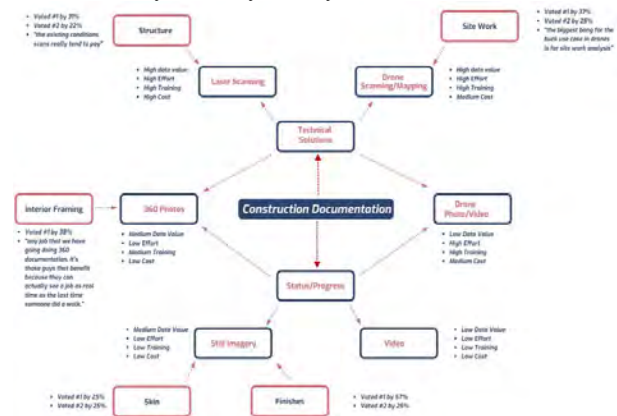 • Voted #1 by 31%
• Voted #2 by 22%
• "the existing conditions scans really tend to pay"
Structure
Site Work
• Voted #1 by 37%
• Voted #2 by 28%
• "the biggest bang for the buck use case in drones is for site work analysis"
Laser Scanning
• High data value
• High Effort
• High Training
• High Cost
Drone
Scanning/Mapping
• High data value
• High Effort
• High Training
• Medium Cost
Technical
Solutions
Interior Framing
• Voted #1 by 38%
• "any job that we have
going doing 360
documentation. It's
those guys that benefit
because they can
actually see a job as real
time as the last time
someone did a walk."
360 Photos
• Medium Data Value
• Low Effort
• Medium Training
• Low Cost
Construction Documentation
Drone
Photo/Video
• Low Data Value
• High Effort
• High Training
• Medium Cost
Status/Progress
• Medium Data Value
• Low Effort
• Low Training
• Low Cost
Still Imagery
Video
• Low Data Value
• Low Effort
• Low Training
• Low Cost
• Voted #1 by 25%
• Voted #2 by 25%
Skin
Finishes
• Voted #1 by 57%
• Voted #2 by 26%